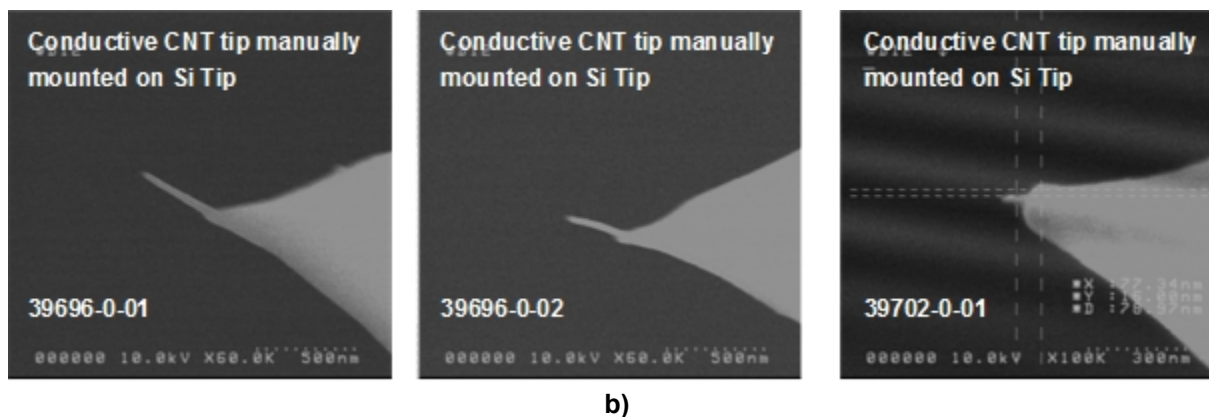 Conductive CNT tip manually
mounted on Si Tip
39696-0-01
000000 10.0kV X60.0K 500nm
Conductive CNT tip manually
mounted on Si Tip
39696-0-02
000000 10.0kV X60.0K 500nm
Conductive CNT tip manually
mounted on Si Tip
39702-0-01
000000 10.0kV X100K 300nm
b)